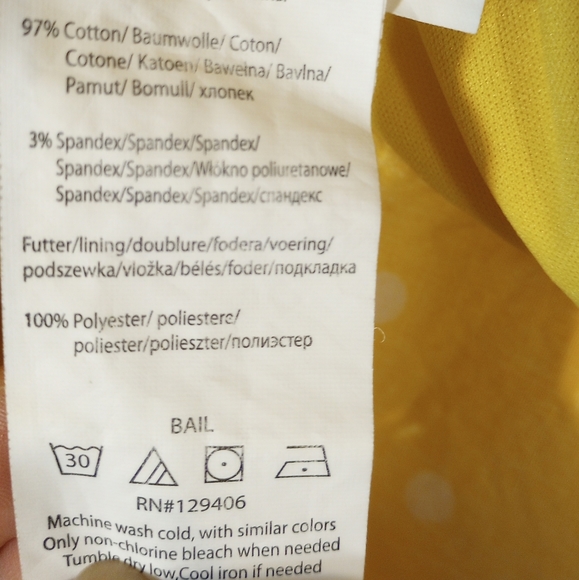 97% Cotton/ Baumwolle/ Coton/
Cotone/ Katoen/ Bawełna/ Bavlna/
Pamut/ Bomull/ хлопек
3% Spandex/Spandex/Spandex/
Spandex/Spandex/Włókno poliuretanowe/
Spandex/Spandex/Spandex/спандекс
Futter/lining/doublure/fodera/voering/
podszewka/vložka/bélés/foder/подкладка
100% Polyester/ poliestere/
poliester/polieszter/полиэстер
BAIL
30
RN#129406
Machine wash cold, with similar colors
Only non-chlorine bleach when needed
Tumble dry low,Cool iron if needed